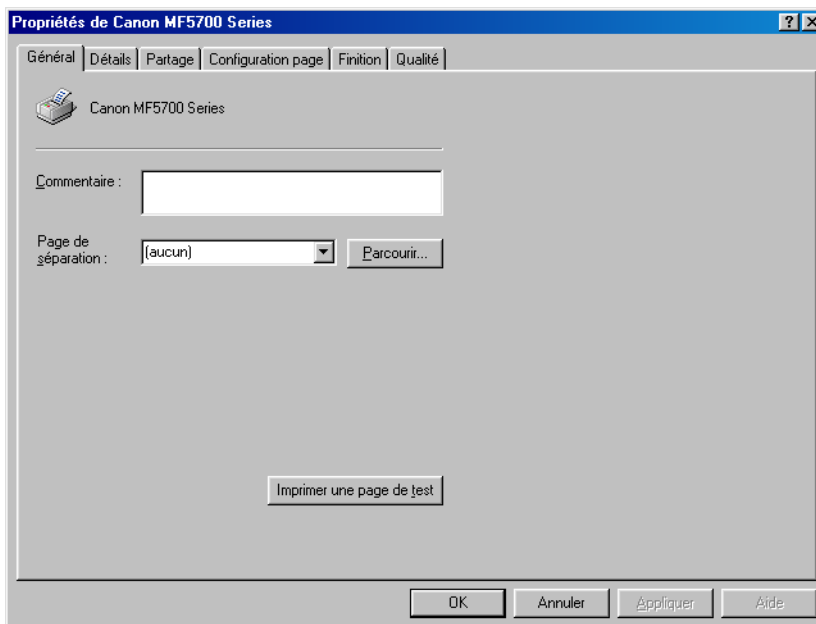 Propriétés de Canon MF5700 Series
Général Détails Partage Configuration page Finition Qualité
Canon MF5700 Series
Commentaire :
Page de
séparation :
(aucun)
Parcourir...
Imprimer une page de test
OK Annuler Appliquer Aide